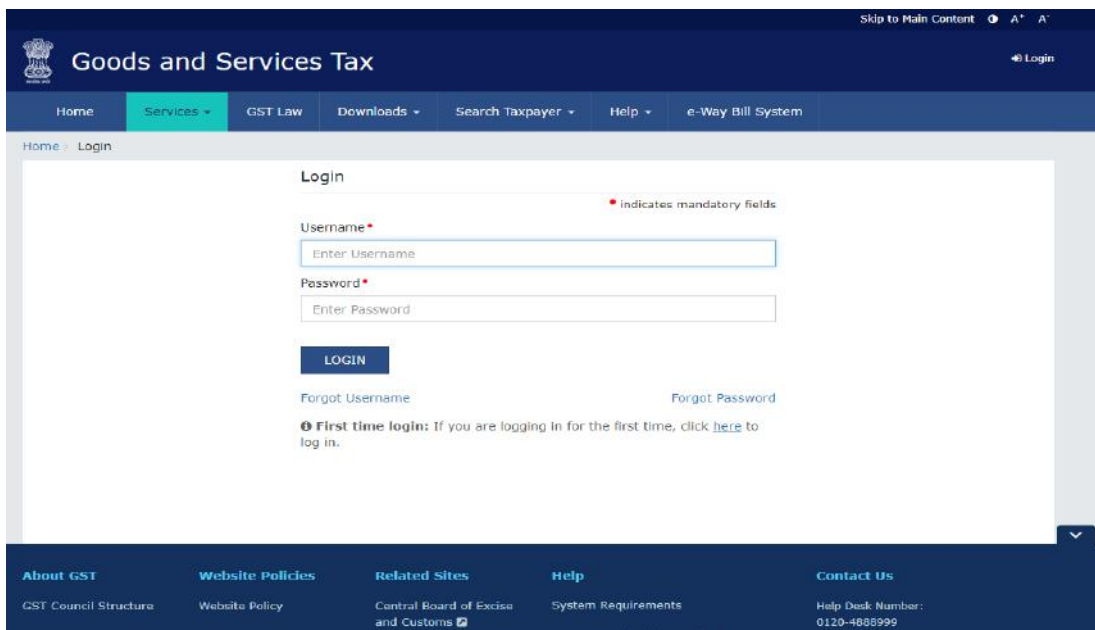 Skip to Main Content A+ A-
Goods and Services Tax
Login
Home Services GST Law Downloads Search Taxpayer Help e-Way Bill System
Home Login
Login
• indicates mandatory fields
Username•
Enter Username
Password•
Enter Password
LOGIN
Forgot Username Forgot Password
First time login: If you are logging in for the first time, click here to
log in.
About GST Website Policies Related Sites Help Contact Us
GST Council Structure Website Policy Central Board of Excise System Requirements Help Desk Number:
and Customs 0120-4888999